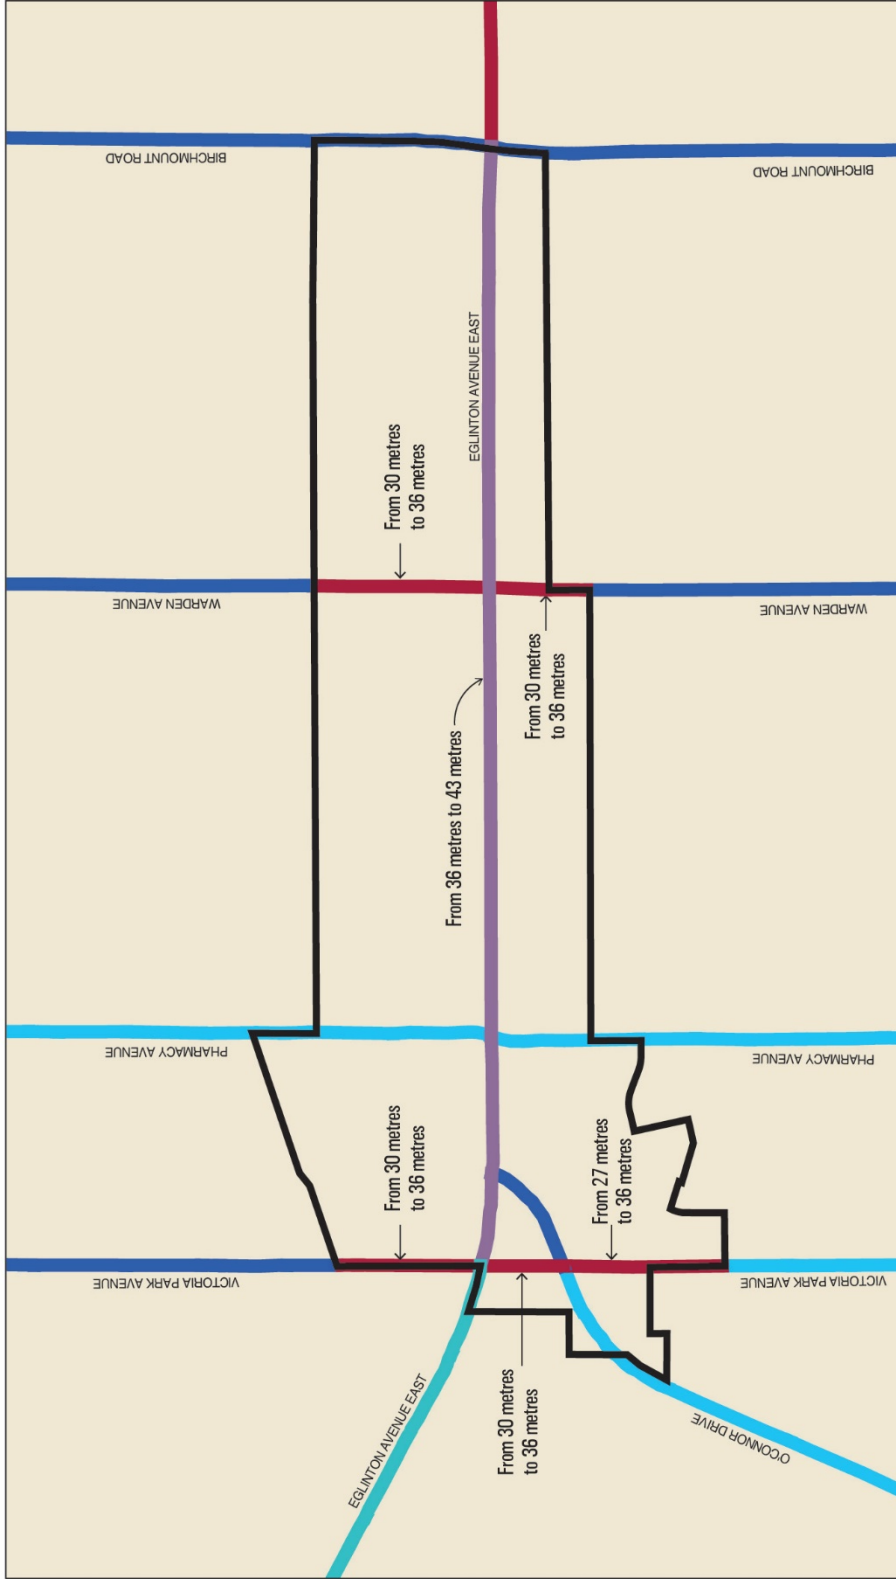 BIRCHMOUNT ROAD
BIRCHMOUNT ROAD
EGLINTON AVENUE EAST
From 30 metres
to 36 metres
WARDEN AVENUE
WARDEN AVENUE
From 30 metres
to 36 metres
From 36 metres to 43 metres
PHARMACY AVENUE
PHARMACY AVENUE
From 30 metres
to 36 metres
From 27 metres
to 36 metres
VICTORIA PARK AVENUE
VICTORIA PARK AVENUE
From 30 metres
to 36 metres
EGLINTON AVENUE EAST
O'CONNOR DRIVE